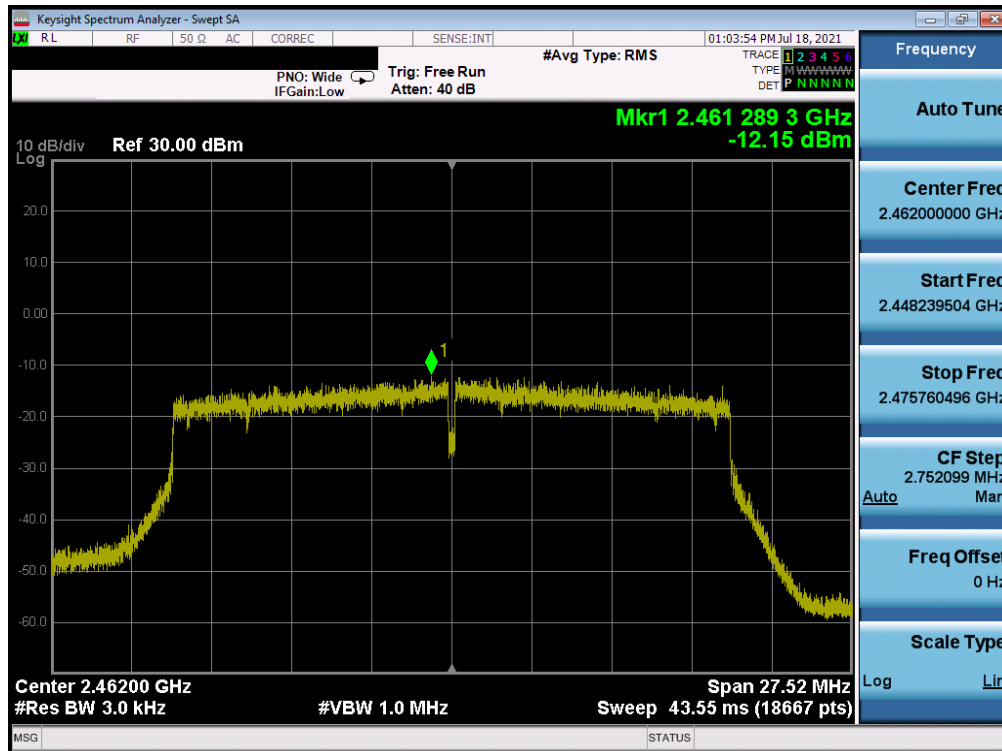 Keysight Spectrum Analyzer - Swept SA
LXI RL RF 50 Ω AC CORREC SENSE:INT 01:03:54 PM Jul 18, 2021
PNO: Wide
IFGain:Low
Trig: Free Run
Atten: 40 dB
#Avg Type: RMS
TRACE 1 2 3 4 5 6
TYPE M W W W W W
DET P N N N N N
Mkr1 2.461 289 3 GHz
-12.15 dBm
10 dB/div Ref 30.00 dBm
Log
20.0
10.0
0.00
1
-10.0
-20.0
-30.0
-40.0
-50.0
-60.0
Center 2.46200 GHz Span 27.52 MHz
#Res BW 3.0 kHz #VBW 1.0 MHz Sweep 43.55 ms (18667 pts)
MSG STATUS
Frequency
Auto Tune
Center Freq
2.462000000 GHz
Start Freq
2.448239504 GHz
Stop Freq
2.475760496 GHz
CF Step
2.752099 MHz
Auto Man
Freq Offset
0 Hz
Scale Type
Log Lin